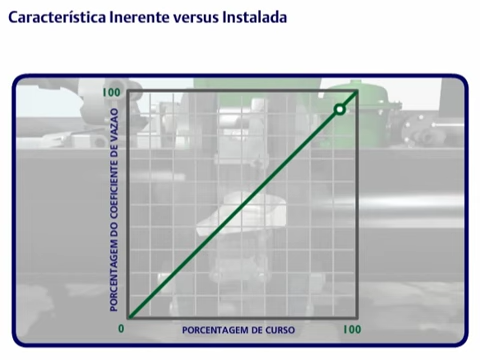 Característica Inerente versus Instalada
100
PORCENTAGEM DO COEFICIENTE DE VAZÃO
0
PORCENTAGEM DE CURSO
100